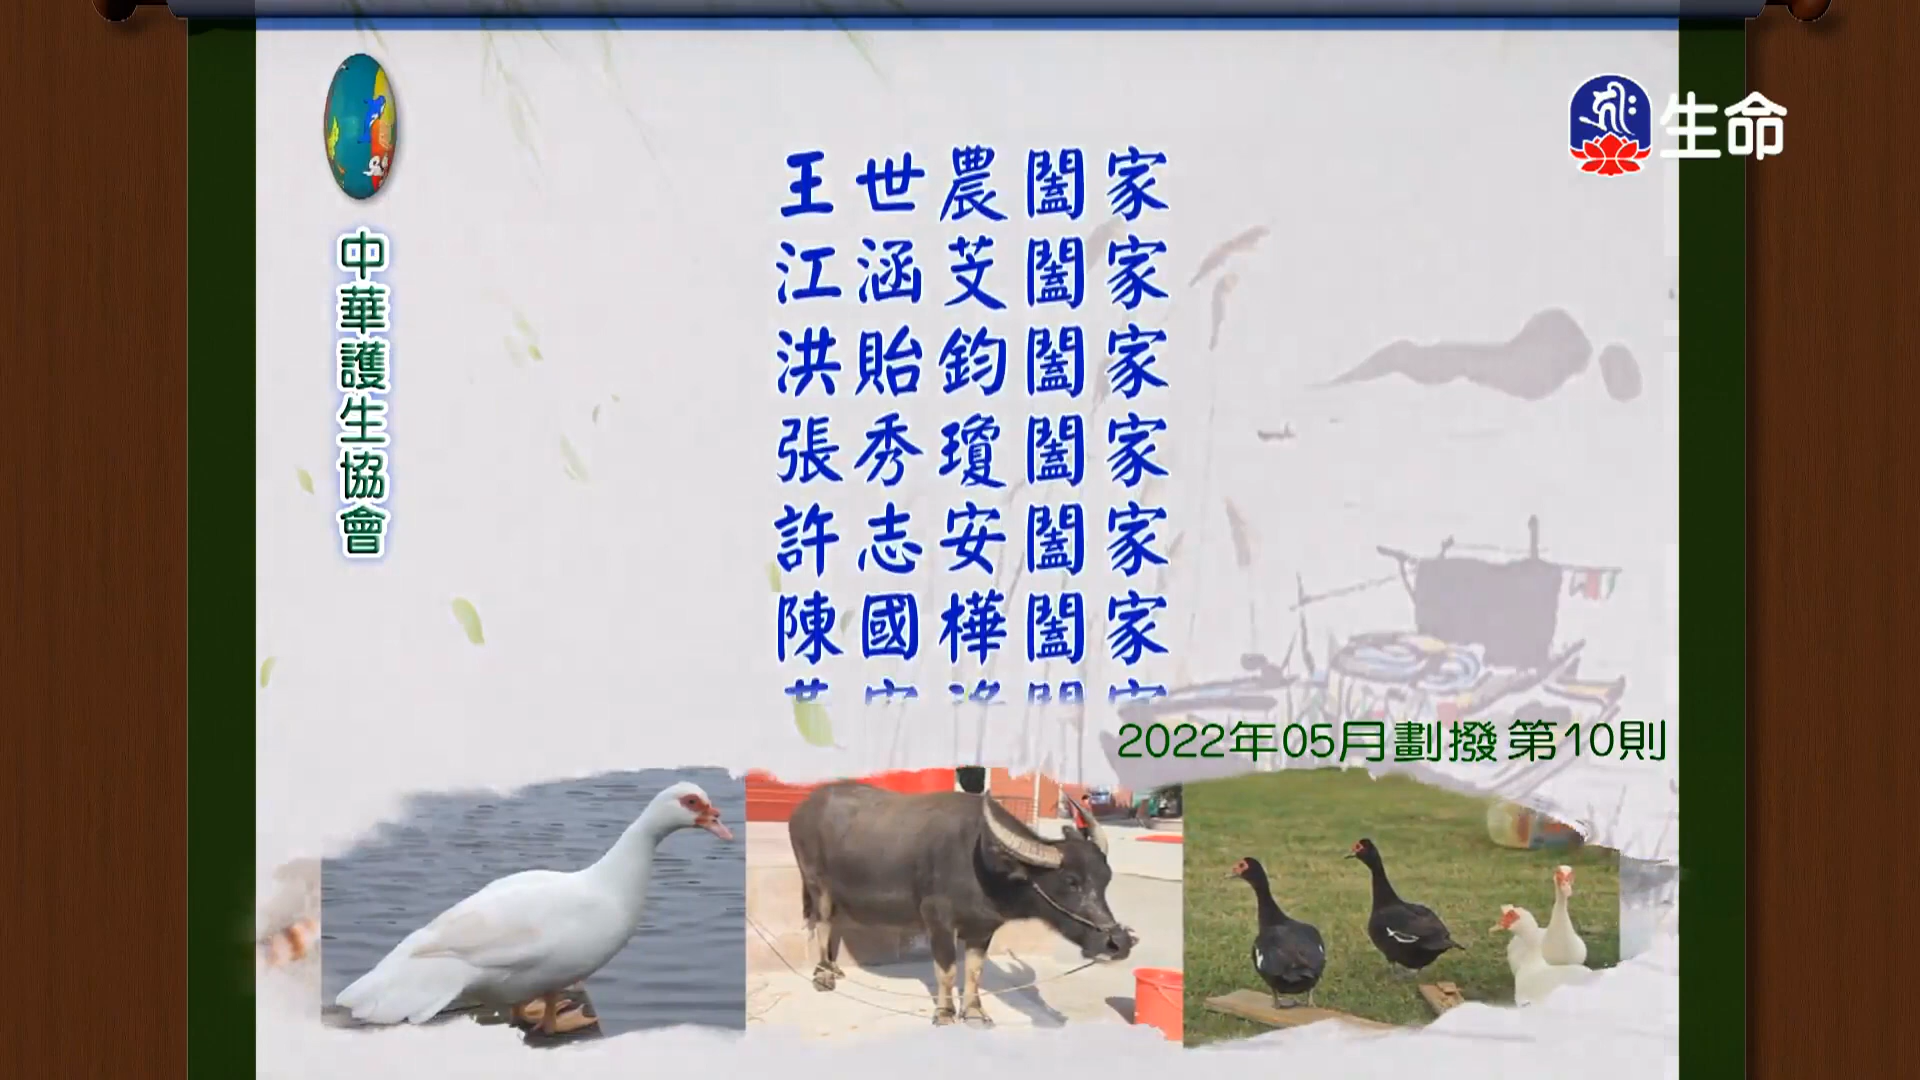 生命
中華護生協會
王世農闔家
江涵芠闔家
洪貽鈞闔家
張秀瓊闔家
許志安闔家
陳國樺闔家
2022年05月劃撥第10則